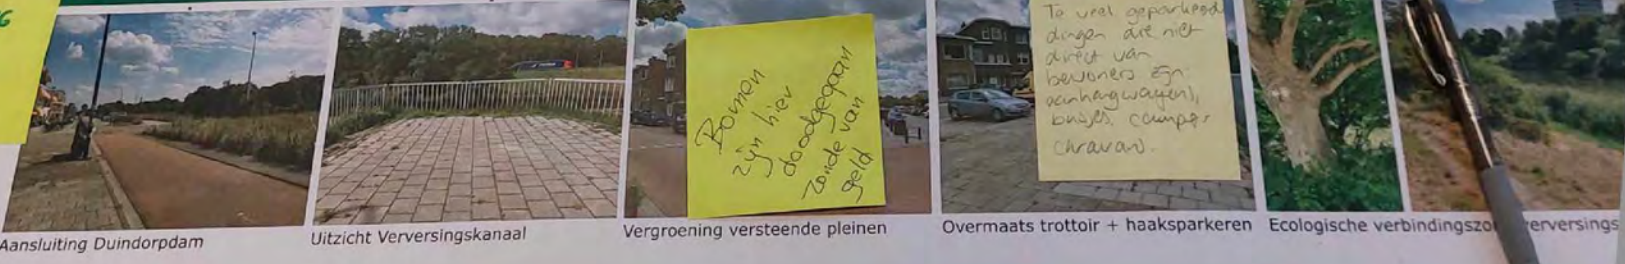 G
Bomen
zijn hier
doodgegaan
zonde van
geld
Te veel geparkeerd
dingen die niet
direct van
bewoners zijn:
aanhangwagens,
busjes, camper,
caravan.
Aansluiting Duindorpdam
Uitzicht Verversingskanaal
Vergroening versteende pleinen
Overmaats trottoir + haaksparkeren
Ecologische verbindingszo erversings